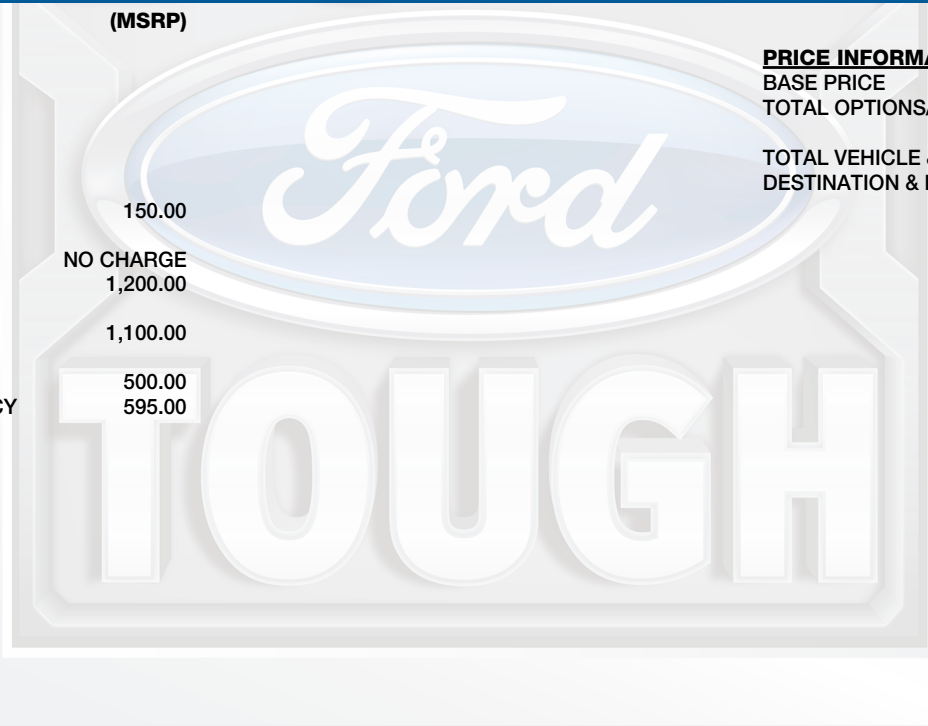 (MSRP)
150.00
NO CHARGE
1,200.00
1,100.00
500.00
CY 595.00
PRICE INFORMA
BASE PRICE
TOTAL OPTIONS
TOTAL VEHICLE &
DESTINATION &
Ford
TOUGH